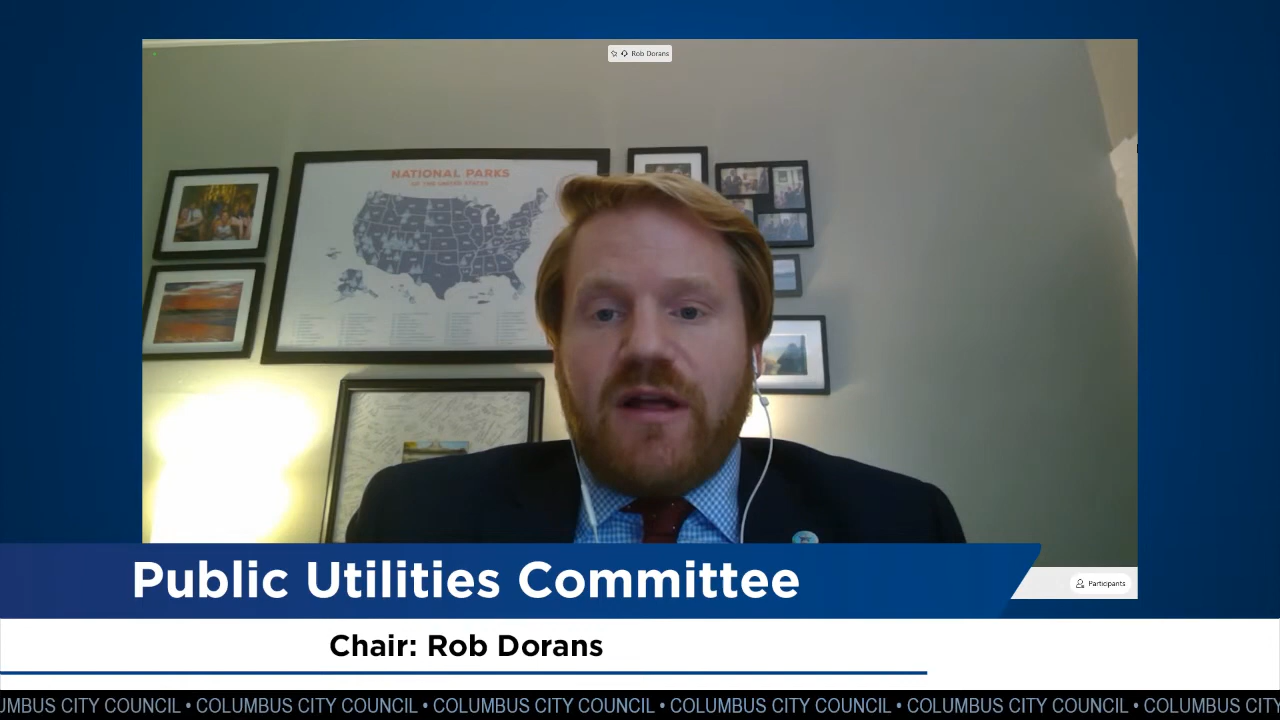 Rob Dorans
NATIONAL PARKS
OF THE UNITED STATES
Participants
Public Utilities Committee
Chair: Rob Dorans
UMBUS CITY COUNCIL • COLUMBUS CITY COUNCIL • COLUMBUS CITY COUNCIL • COLUMBUS CITY COUNCIL • COLUMBUS CITY COUNCIL • COLUMBUS CITY